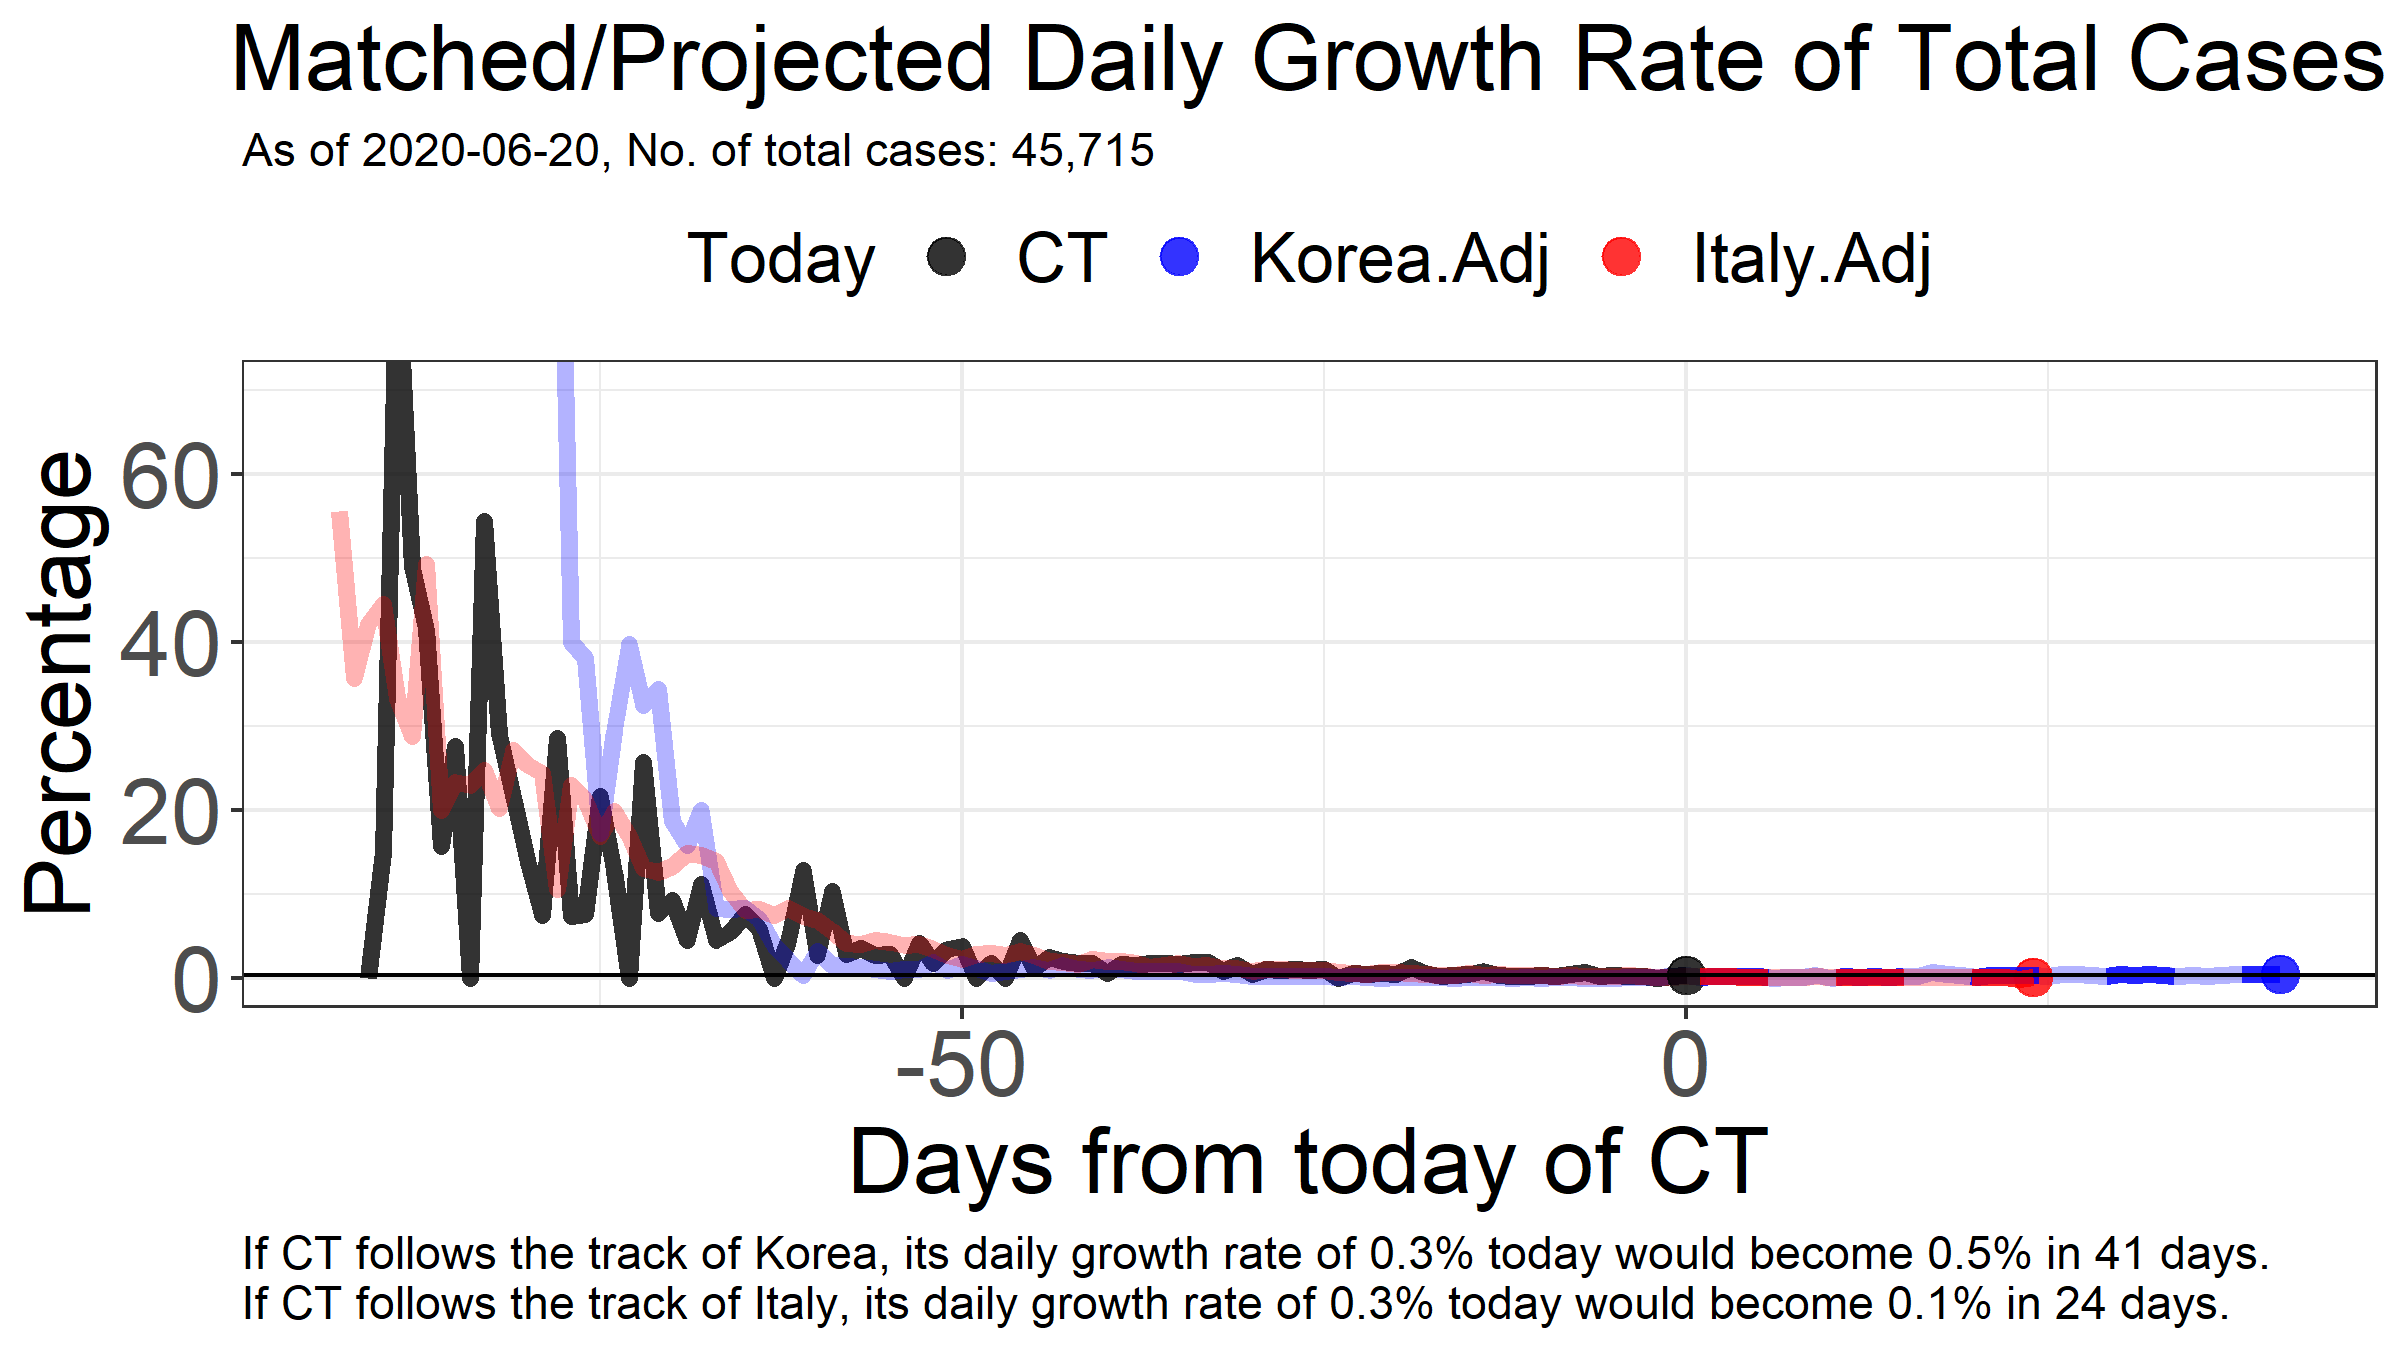 Matched/Projected Daily Growth Rate of Total Cases
As of 2020-06-20, No. of total cases: 45,715
Today CT Korea.Adj Italy.Adj
Percentage
60
40
20
0
-50 0
Days from today of CT
If CT follows the track of Korea, its daily growth rate of 0.3% today would become 0.5% in 41 days.
If CT follows the track of Italy, its daily growth rate of 0.3% today would become 0.1% in 24 days.